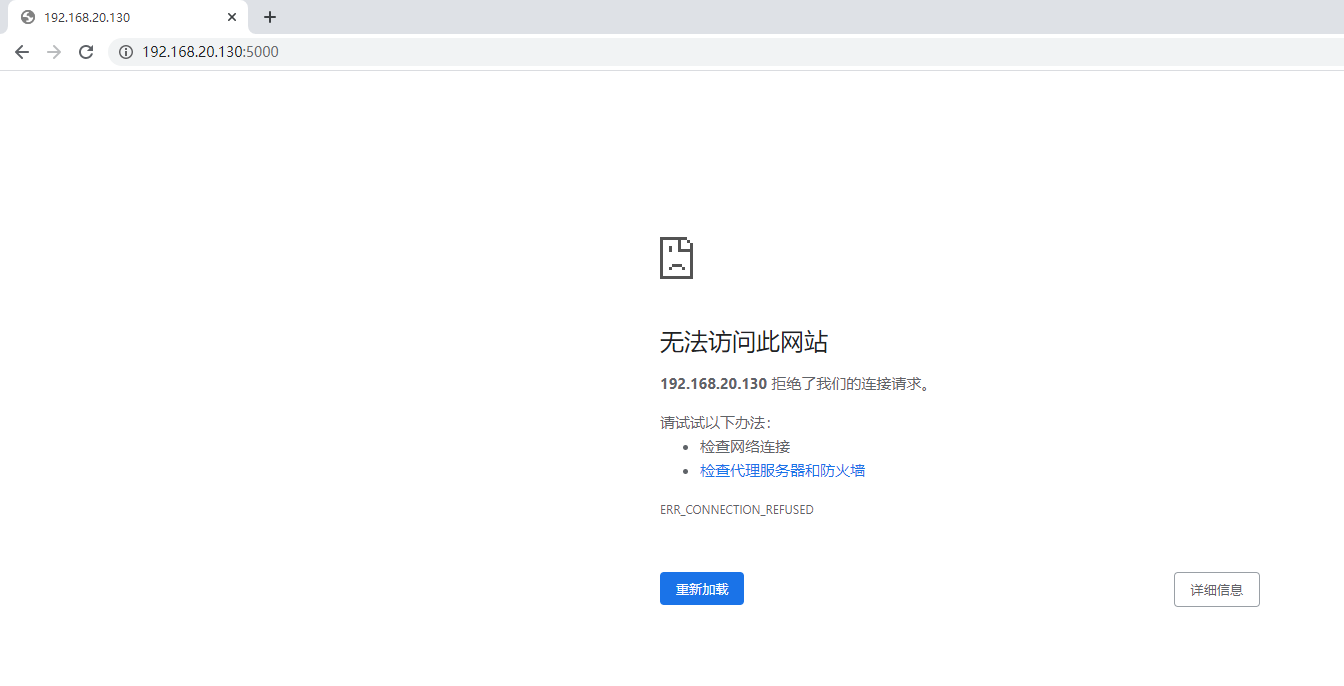 192.168.20.130
192.168.20.130:5000
无法访问此网站
192.168.20.130 拒绝了我们的连接请求。
请试试以下办法：
检查网络连接
检查代理服务器和防火墙
ERR_CONNECTION_REFUSED
重新加载
详细信息